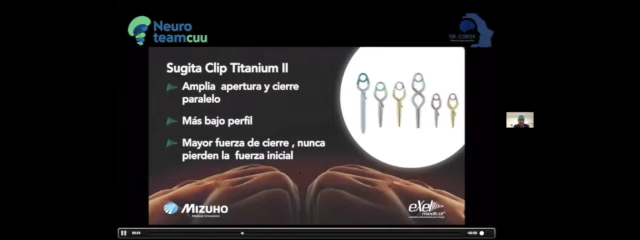 Neuro
teamcuu
Sugita Clip Titanium II
Amplia apertura y cierre
paralelo
Más bajo perfil
Mayor fuerza de cierre , nunca
pierden la fuerza inicial
MIZUHO
exel
medical